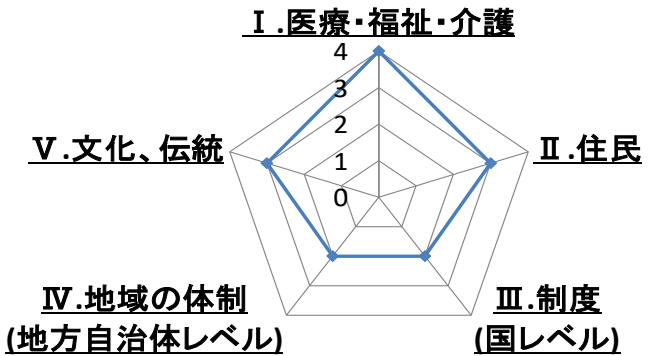 Ⅰ.医療・福祉・介護
4
3
2
1
0
Ⅴ.文化、伝統
Ⅱ.住民
Ⅳ.地域の体制
(地方自治体レベル)
Ⅲ.制度
(国レベル)